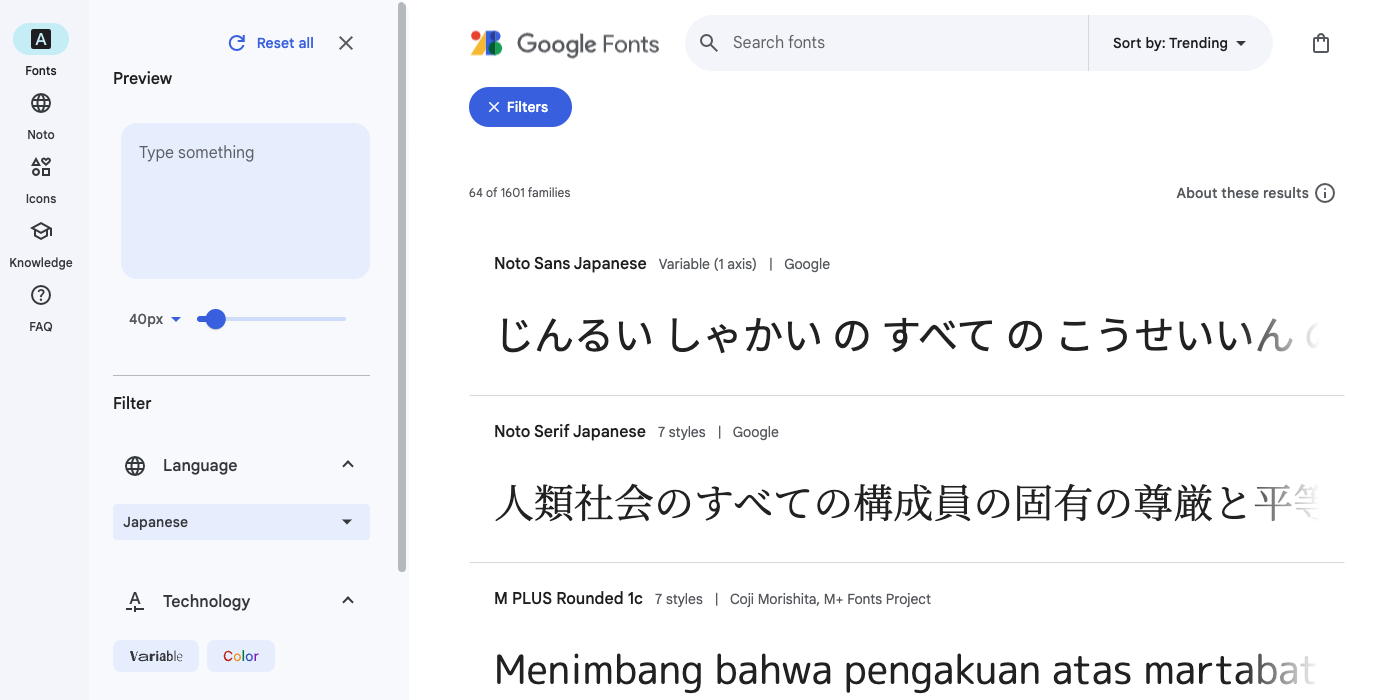 Fonts
Noto
Icons
Knowledge
FAQ
Reset all
Preview
Type something
40px
Filter
Language
Japanese
Technology
Variable Color
Google Fonts
Search fonts
Sort by: Trending
Filters
64 of 1601 families
About these results
Noto Sans Japanese Variable (1 axis) | Google
じんるい しゃかい の すべて の こうせいいん の
Noto Serif Japanese 7 styles | Google
人類社会のすべての構成員の固有の尊厳と平等
M PLUS Rounded 1c 7 styles | Coji Morishita, M+ Fonts Project
Menimbang bahwa pengakuan atas martabat